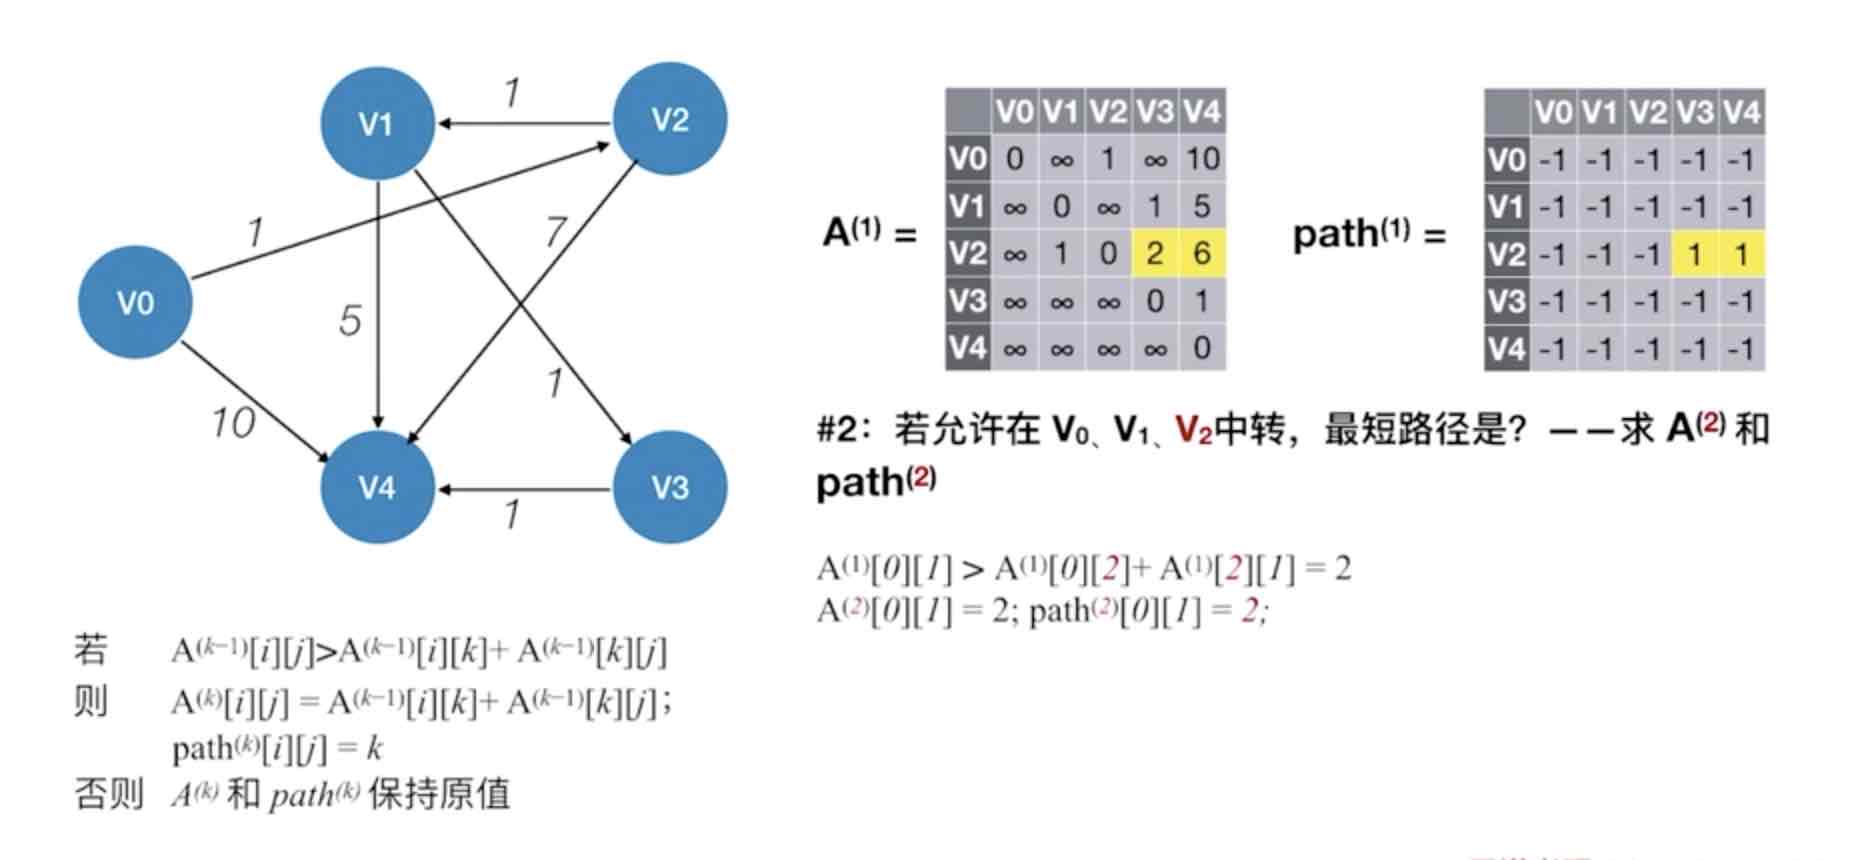 V1
V2
V0
V4
V3
1
1
7
5
1
10
1
若 A(k−1)[i][j]>A(k−1)[i][k]+ A(k−1)[k][j]
则 A(k)[i][j] = A(k−1)[i][k]+ A(k−1)[k][j];
path(k)[i][j] = k
否则 A(k) 和 path(k) 保持原值
A(1) =
V0 V1 V2 V3 V4
V0 0 ∞ 1 ∞ 10
V1 ∞ 0 ∞ 1 5
V2 ∞ 1 0 2 6
V3 ∞ ∞ ∞ 0 1
V4 ∞ ∞ ∞ ∞ 0
path(1) =
V0 V1 V2 V3 V4
V0 -1 -1 -1 -1 -1
V1 -1 -1 -1 -1 -1
V2 -1 -1 -1 1 1
V3 -1 -1 -1 -1 -1
V4 -1 -1 -1 -1 -1
#2：若允许在 V0、V1、V2中转，最短路径是？——求 A(2) 和
path(2)
A(1)[0][1] > A(1)[0][2]+ A(1)[2][1] = 2
A(2)[0][1] = 2; path(2)[0][1] = 2;